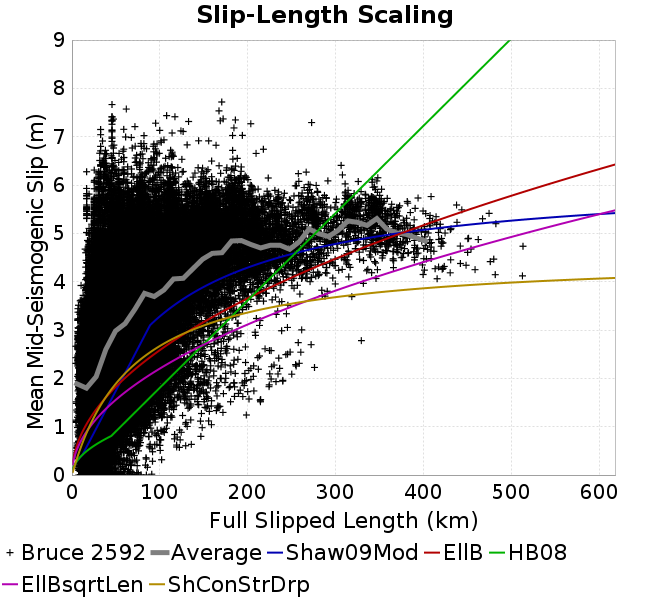 Slip-Length Scaling
Mean Mid-Seismogenic Slip (m)
9
8
7
6
5
4
3
2
1
0
0 100 200 300 400 500 600
Full Slipped Length (km)
Bruce 2592 Average Shaw09Mod EllB HB08
EllBsqrtLen ShConStrDrp